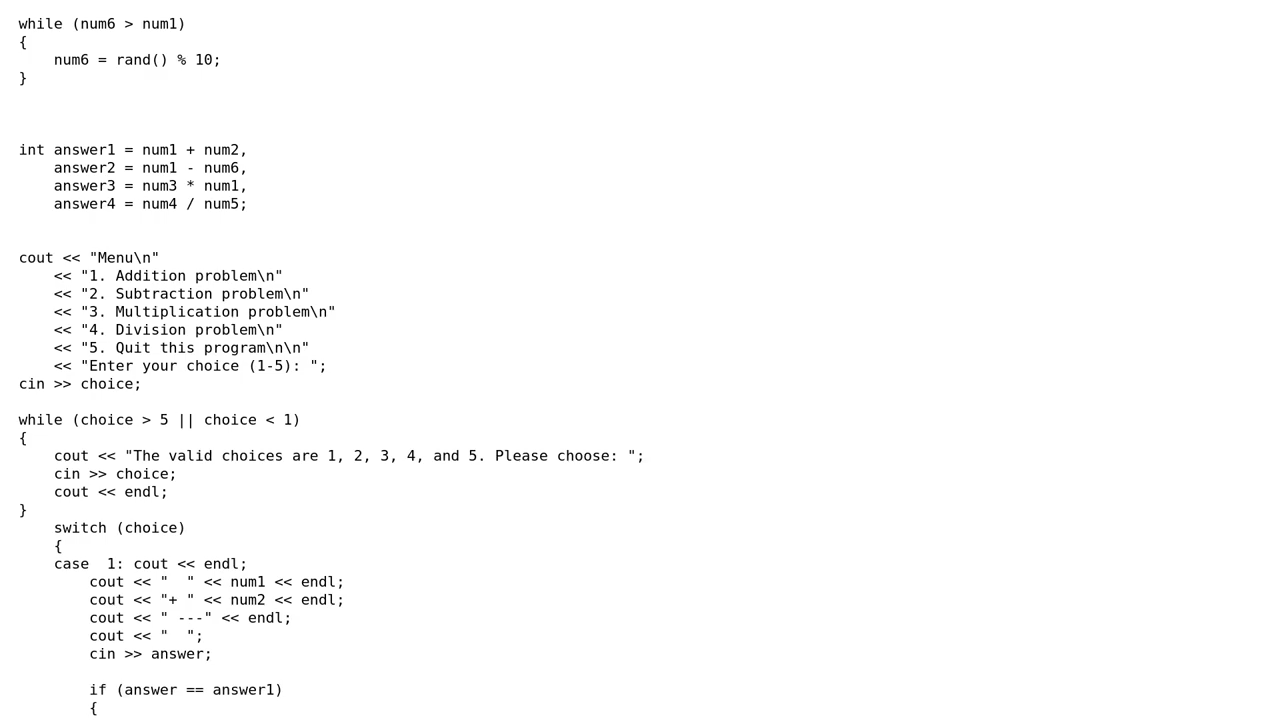 while (num6 > num1)
{
    num6 = rand() % 10;
}

int answer1 = num1 + num2,
    answer2 = num1 - num6,
    answer3 = num3 * num1,
    answer4 = num4 / num5;

cout << "Menu\n"
    << "1. Addition problem\n"
    << "2. Subtraction problem\n"
    << "3. Multiplication problem\n"
    << "4. Division problem\n"
    << "5. Quit this program\n\n"
    << "Enter your choice (1-5): ";
cin >> choice;

while (choice > 5 || choice < 1)
{
    cout << "The valid choices are 1, 2, 3, 4, and 5. Please choose: ";
    cin >> choice;
    cout << endl;
}
    switch (choice)
    {
    case  1: cout << endl;
        cout << "  " << num1 << endl;
        cout << "+ " << num2 << endl;
        cout << " ---" << endl;
        cout << "  ";
        cin >> answer;

        if (answer == answer1)
        {